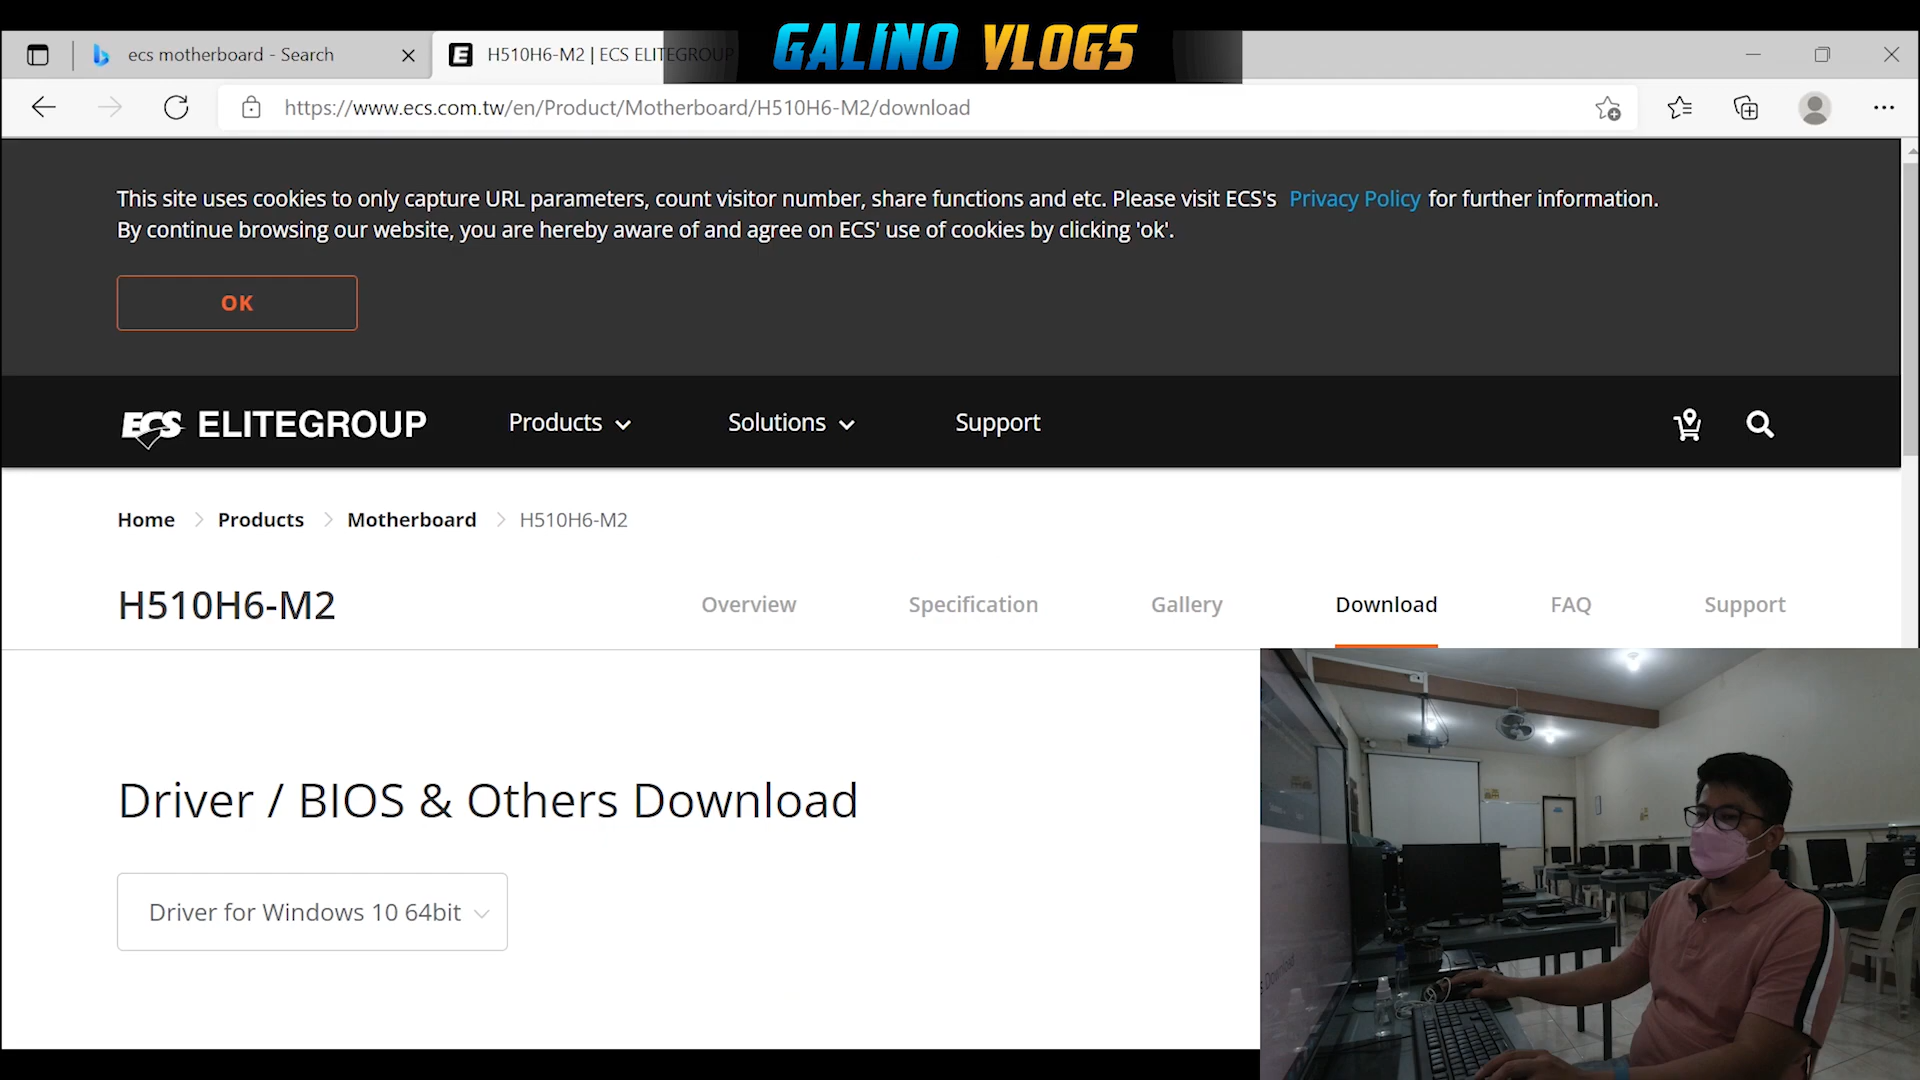 GALINO VLOGS
ecs motherboard - Search
H510H6-M2 | ECS ELITEGROUP
https://www.ecs.com.tw/en/Product/Motherboard/H510H6-M2/download
This site uses cookies to only capture URL parameters, count visitor number, share functions and etc. Please visit ECS's Privacy Policy for further information.
By continue browsing our website, you are hereby aware of and agree on ECS' use of cookies by clicking 'ok'.
OK
ECS ELITEGROUP
Products
Solutions
Support
Home
Products
Motherboard
H510H6-M2
H510H6-M2
Overview
Specification
Gallery
Download
FAQ
Support
Driver / BIOS & Others Download
Driver for Windows 10 64bit